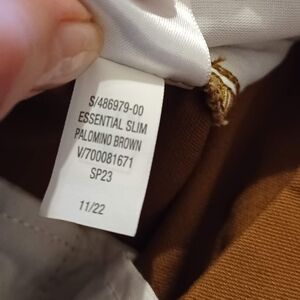 S/486979-00
ESSENTIAL SLIM
PALOMINO BROWN
V/700081671
SP23
11/22